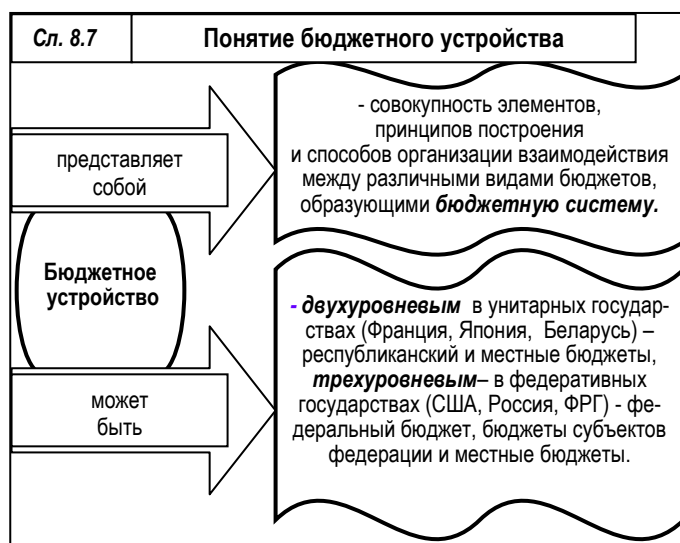 Сл. 8.7
Понятие бюджетного устройства
представляет
собой
- совокупность элементов,
принципов построения
и способов организации взаимодействия
между различными видами бюджетов,
образующими бюджетную систему.
Бюджетное
устройство
может
быть
- двухуровневым в унитарных государ-
ствах (Франция, Япония, Беларусь) –
республиканский и местные бюджеты,
трехуровневым– в федеративных
государствах (США, Россия, ФРГ) - фе-
деральный бюджет, бюджеты субъектов
федерации и местные бюджеты.